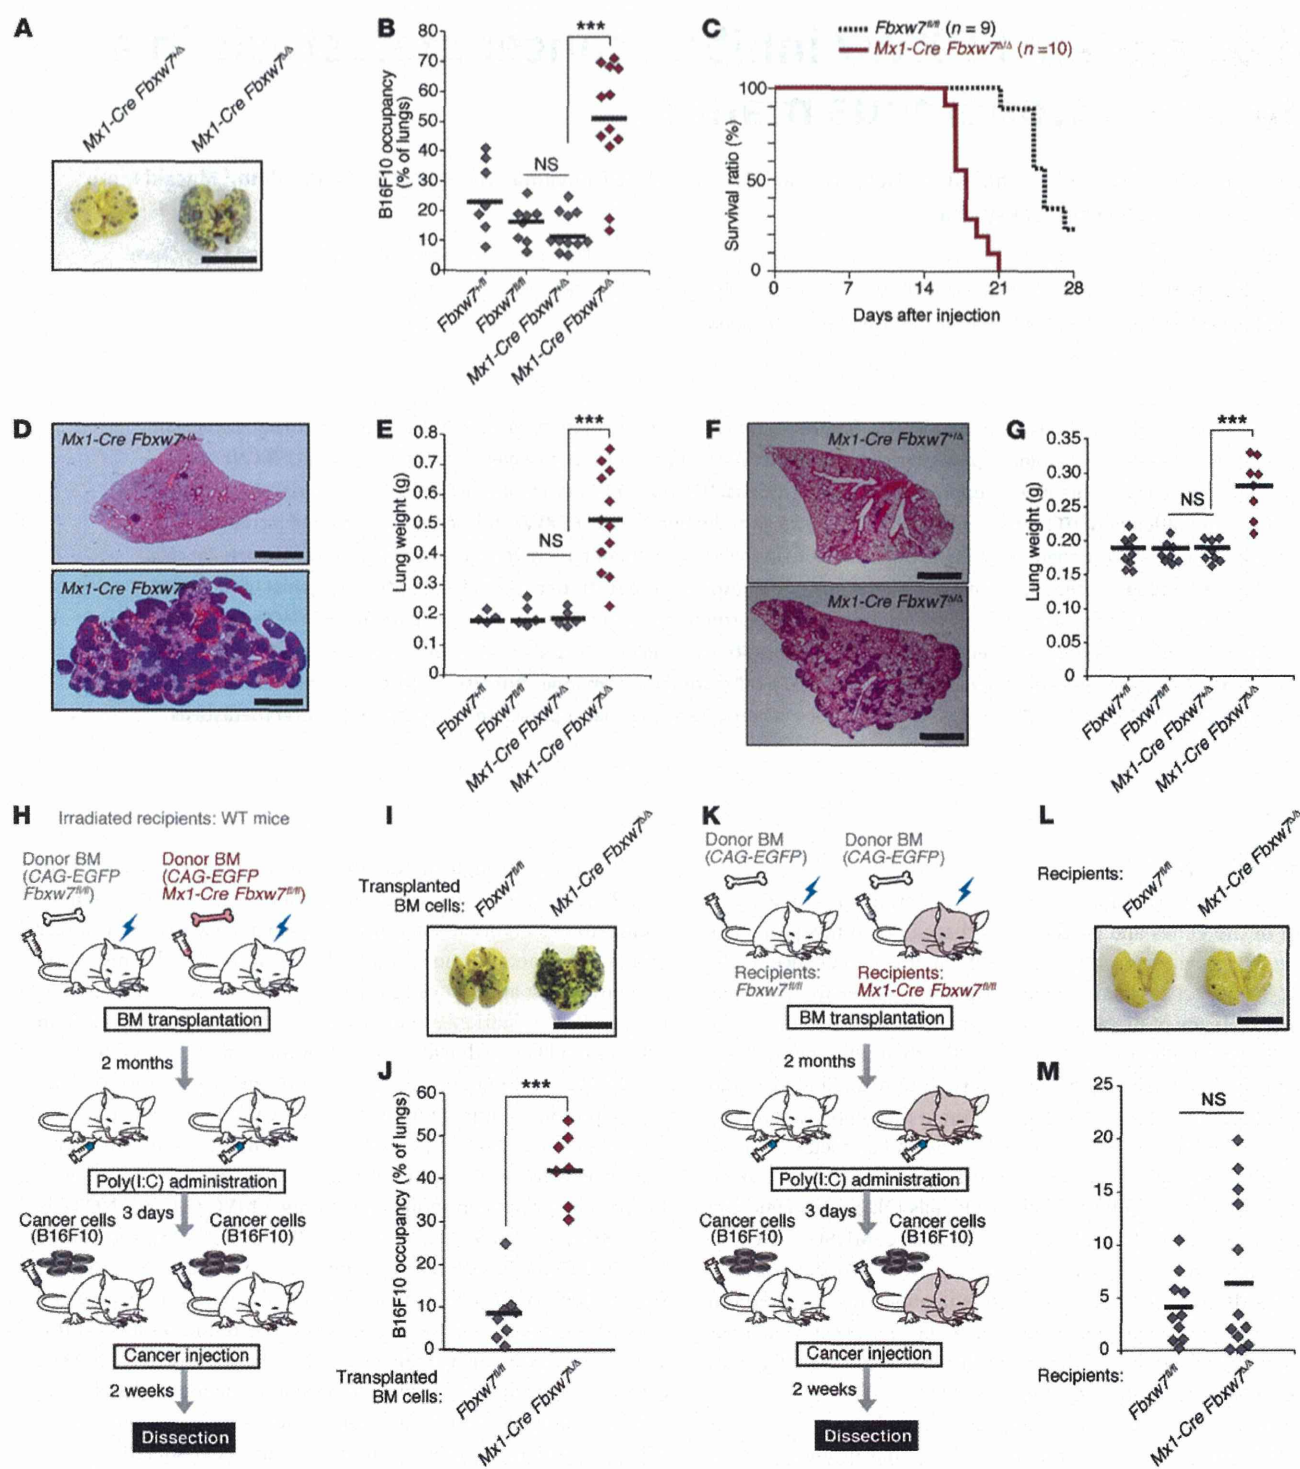 A
Mx1-Cre Fbxw7+/Δ
Mx1-Cre Fbxw7Δ/Δ
B
B16F10 occupancy
(% of lungs)
80
70
60
50
40
30
20
10
0
NS
***
Fbxw7+/fl
Fbxw7fl/fl
Mx1-Cre Fbxw7+/Δ
Mx1-Cre Fbxw7Δ/Δ
C
Fbxw7fl/fl (n = 9)
Mx1-Cre Fbxw7Δ/Δ (n =10)
Survival ratio (%)
100
50
0
0 7 14 21 28
Days after injection
D
Mx1-Cre Fbxw7+/Δ
Mx1-Cre Fbxw7
E
Lung weight (g)
0.8
0.7
0.6
0.5
0.4
0.3
0.2
0.1
0
NS
***
Fbxw7+/fl
Fbxw7fl/fl
Mx1-Cre Fbxw7+/Δ
Mx1-Cre Fbxw7Δ/Δ
F
Mx1-Cre Fbxw7+/Δ
Mx1-Cre Fbxw7Δ/Δ
G
Lung weight (g)
0.35
0.30
0.25
0.20
0.15
0.10
0.05
0
NS
***
Fbxw7+/fl
Fbxw7fl/fl
Mx1-Cre Fbxw7+/Δ
Mx1-Cre Fbxw7Δ/Δ
H
Irradiated recipients: WT mice
Donor BM
(CAG-EGFP
Fbxw7fl/fl)
Donor BM
(CAG-EGFP
Mx1-Cre Fbxw7fl/fl)
BM transplantation
2 months
Poly(I:C) administration
3 days
Cancer cells
(B16F10)
Cancer cells
(B16F10)
Cancer injection
2 weeks
Dissection
I
Transplanted
BM cells:
Fbxw7fl/fl
Mx1-Cre Fbxw7Δ/Δ
J
B16F10 occupancy (% of lungs)
60
50
40
30
20
10
0
***
Transplanted
BM cells:
Fbxw7fl/fl
Mx1-Cre Fbxw7Δ/Δ
K
Donor BM
(CAG-EGFP)
Donor BM
(CAG-EGFP)
Recipients:
Fbxw7fl/fl
Recipients:
Mx1-Cre Fbxw7fl/fl
BM transplantation
2 months
Poly(I:C) administration
3 days
Cancer cells
(B16F10)
Cancer cells
(B16F10)
Cancer injection
2 weeks
Dissection
L
Recipients:
Fbxw7fl/fl
Mx1-Cre Fbxw7Δ/Δ
M
25
20
15
10
5
0
NS
Recipients:
Fbxw7fl/fl
Mx1-Cre Fbxw7Δ/Δ